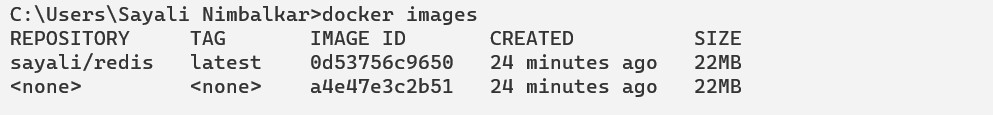 C:\Users\Sayali Nimbalkar>docker images
REPOSITORY     TAG       IMAGE ID       CREATED          SIZE
sayali/redis   latest    0d53756c9650   24 minutes ago   22MB
<none>         <none>    a4e47e3c2b51   24 minutes ago   22MB